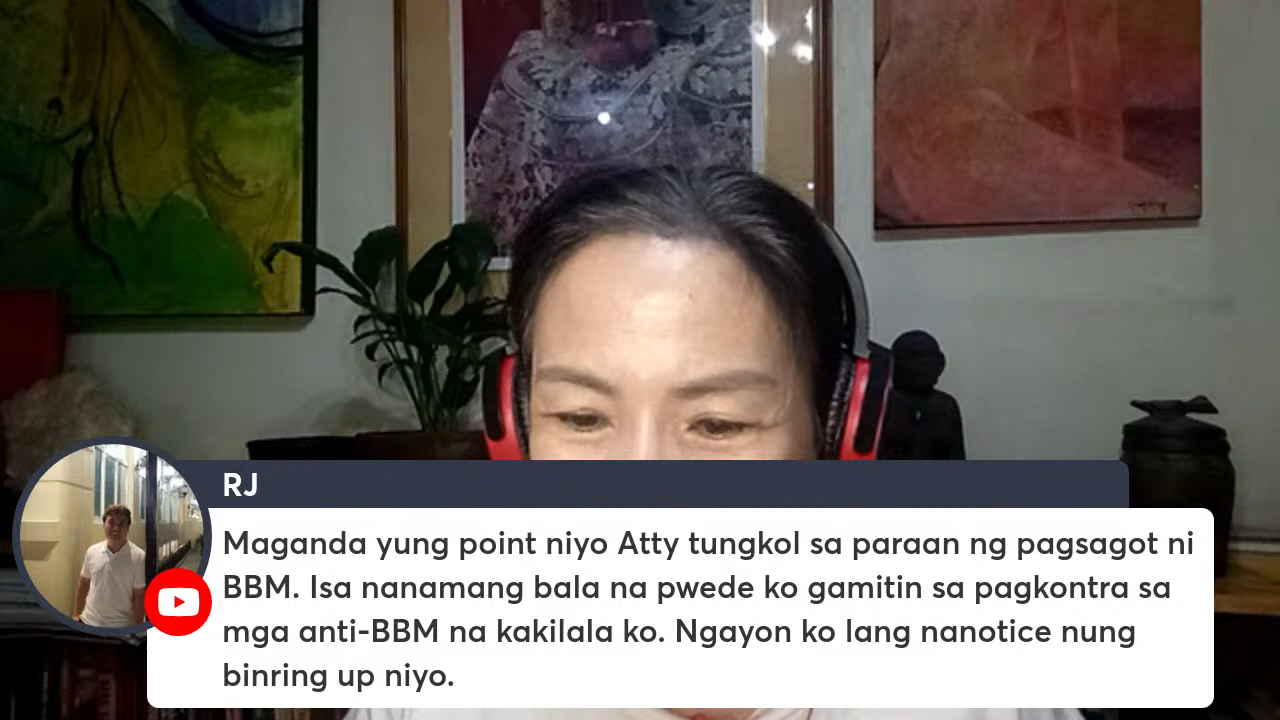 RJ
Maganda yung point niyo Atty tungkol sa paraan ng pagsagot ni
BBM. Isa nanamang bala na pwede ko gamitin sa pagkontra sa
mga anti-BBM na kakilala ko. Ngayon ko lang nanotice nung
binring up niyo.